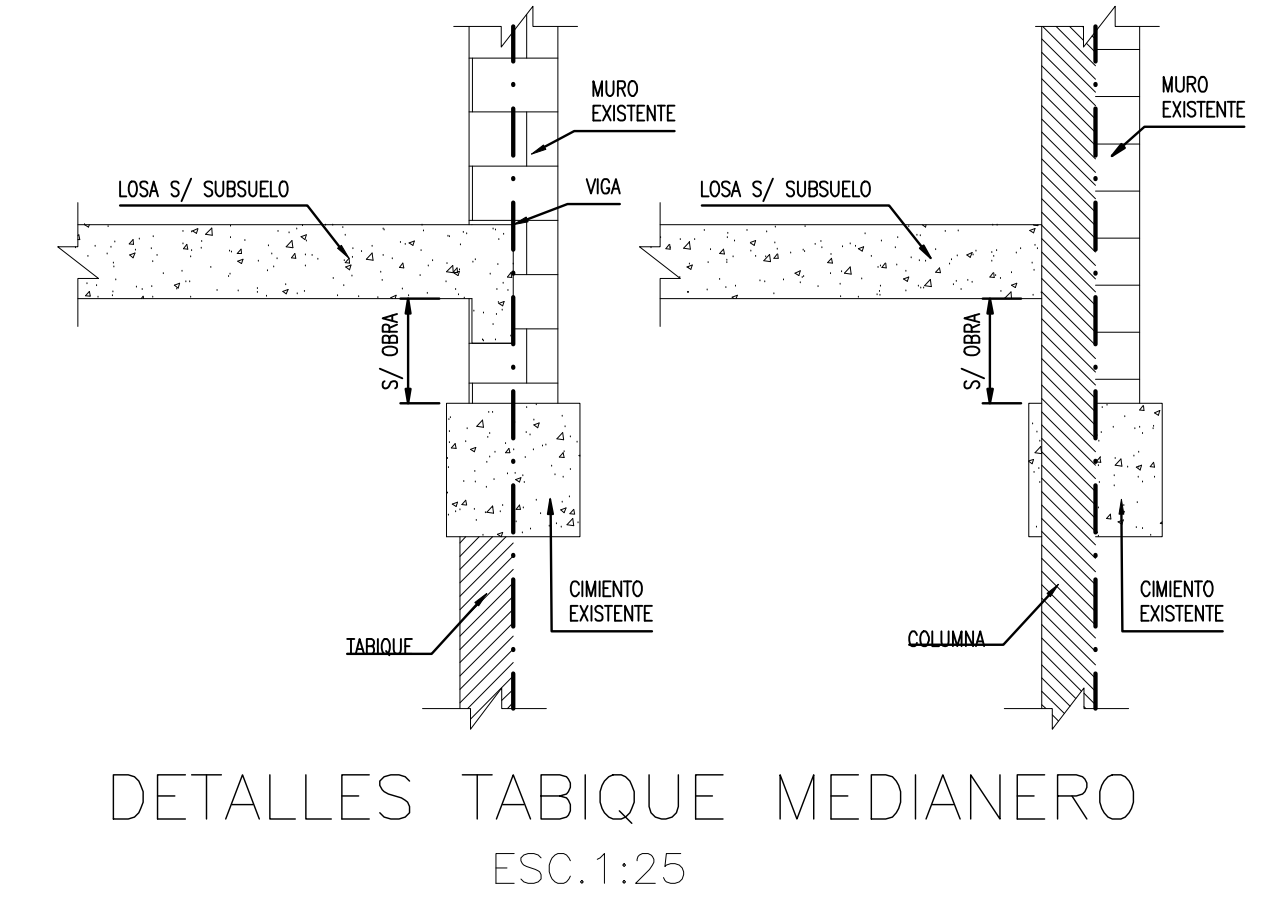 MURO
EXISTENTE
LOSA S/ SUBSUELO
VIGA
S/ OBRA
CIMIENTO
EXISTENTE
TABIQUE
MURO
EXISTENTE
LOSA S/ SUBSUELO
S/ OBRA
CIMIENTO
EXISTENTE
COLUMNA
DETALLES TABIQUE MEDIANERO
ESC.1:25